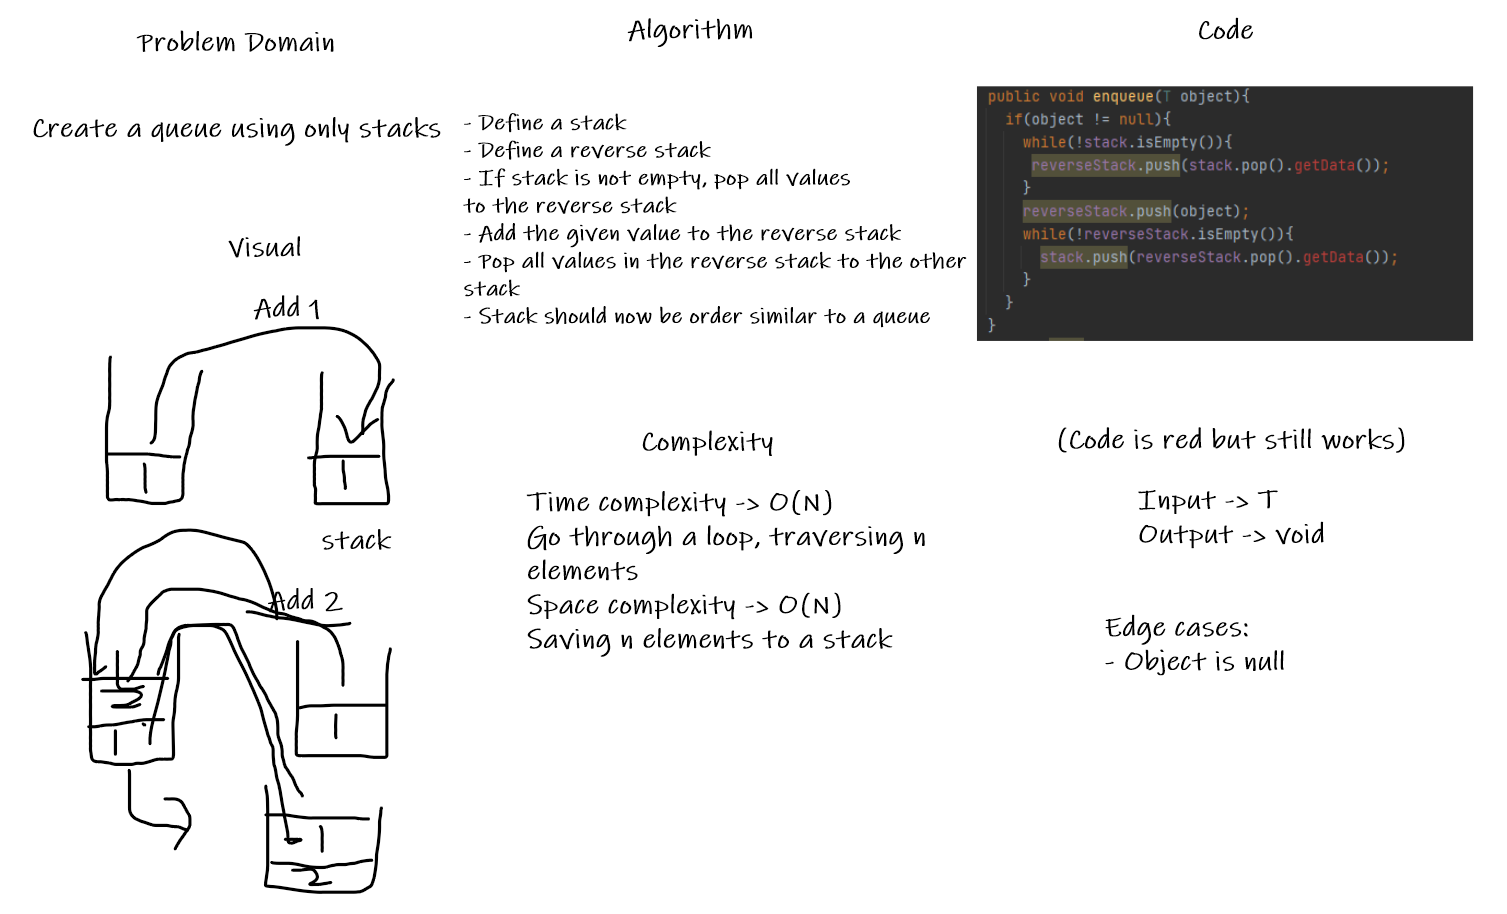 Problem Domain
Create a queue using only stacks
Visual
Add 1
1
1
stack
Add 2
2
1
1
1
2
Algorithm
- Define a stack
- Define a reverse stack
- If stack is not empty, pop all values
to the reverse stack
- Add the given value to the reverse stack
- Pop all values in the reverse stack to the other
stack
- Stack should now be order similar to a queue
Complexity
Time complexity -> O(N)
Go through a loop, traversing n
elements
Space complexity -> O(N)
Saving n elements to a stack
Code
public void enqueue(T object){
if(object != null){
while(!stack.isEmpty()){
reverseStack.push(stack.pop().getData());
}
reverseStack.push(object);
while(!reverseStack.isEmpty()){
stack.push(reverseStack.pop().getData());
}
}
}
(Code is red but still works)
Input -> T
Output -> void
Edge cases:
- Object is null